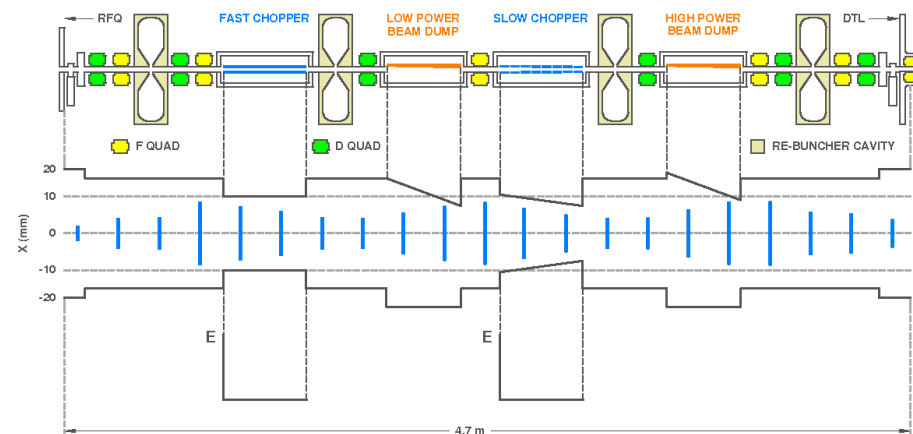 RFQ
FAST CHOPPER
LOW POWER
BEAM DUMP
SLOW CHOPPER
HIGH POWER
BEAM DUMP
DTL
F QUAD
D QUAD
RE-BUNCHER CAVITY
20
10
0
-10
-20
X (mm)
E
E
4.7 m